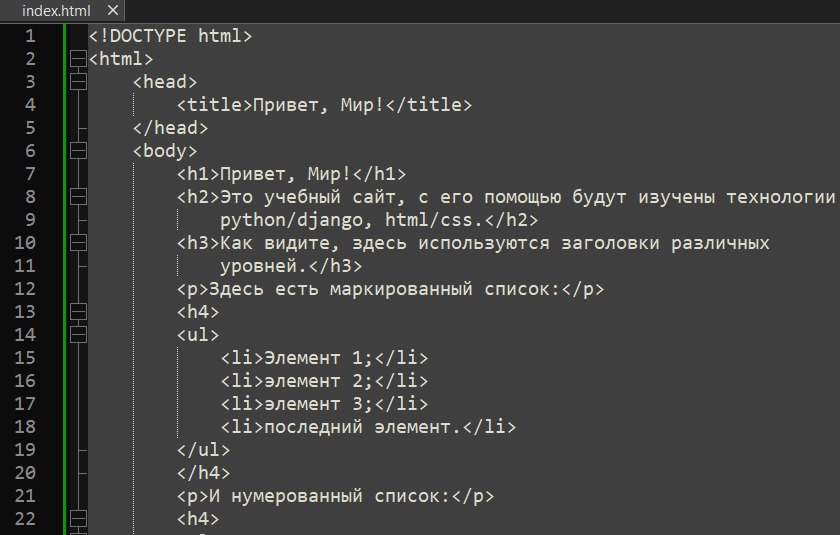 index.html ×
1 <!DOCTYPE html>
2 <html>
3 <head>
4 <title>Привет, Мир!</title>
5 </head>
6 <body>
7 <h1>Привет, Мир!</h1>
8 <h2>Это учебный сайт, с его помощью будут изучены технологии
9 python/django, html/css.</h2>
10 <h3>Как видите, здесь используются заголовки различных
11 уровней.</h3>
12 <p>Здесь есть маркированный список:</p>
13 <h4>
14 <ul>
15 <li>Элемент 1;</li>
16 <li>элемент 2;</li>
17 <li>элемент 3;</li>
18 <li>последний элемент.</li>
19 </ul>
20 </h4>
21 <p>И нумерованный список:</p>
22 <h4>